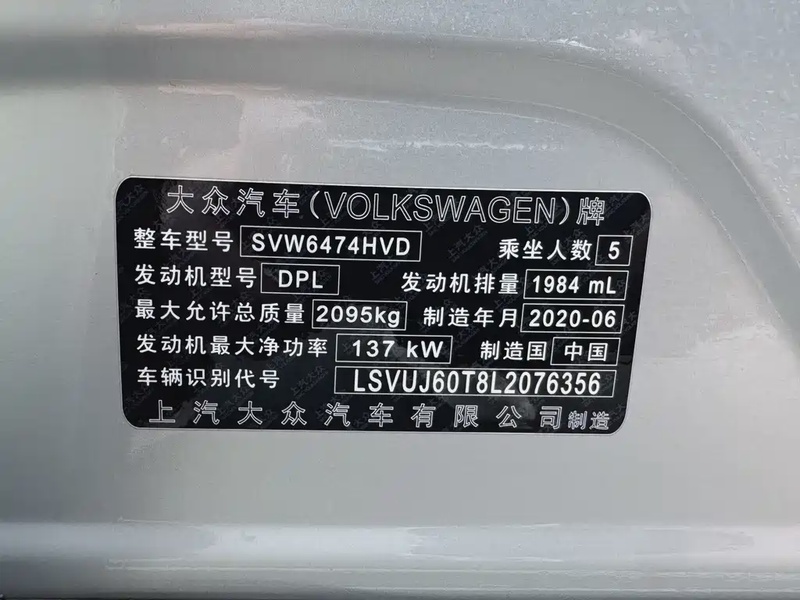 大众汽车(VOLKSWAGEN)牌
整车型号 SVW6474HVD 乘坐人数 5
发动机型号 DPL 发动机排量 1984 mL
最大允许总质量 2095kg 制造年月 2020-06
发动机最大净功率 137 kW 制造国 中国
车辆识别代号 LSVUJ60T8L2076356
上汽大众汽车有限公司制造